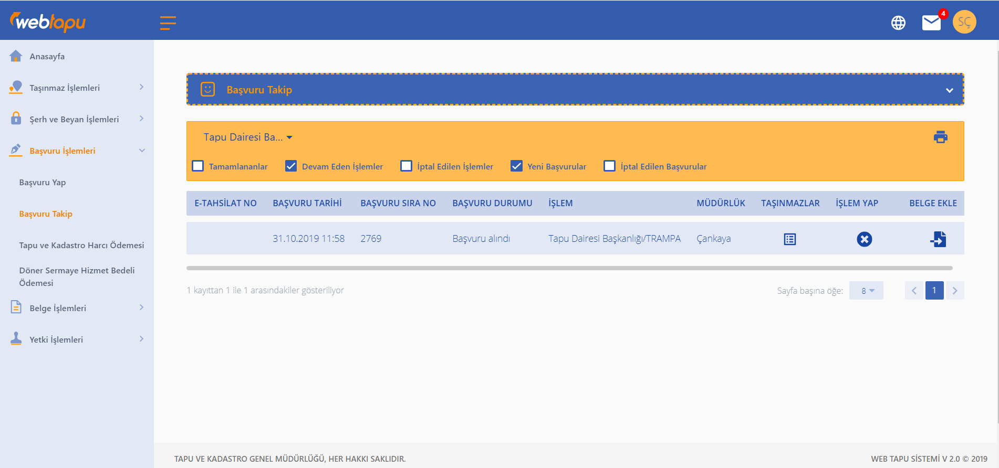 webtapu
4
SÇ
Anasayfa
Taşınmaz İşlemleri
Şerh ve Beyan İşlemleri
Başvuru İşlemleri
Başvuru Yap
Başvuru Takip
Tapu ve Kadastro Harcı Ödemesi
Döner Sermaye Hizmet Bedeli
Ödemesi
Belge İşlemleri
Yetki İşlemleri
Başvuru Takip
Tapu Dairesi Ba...
Tamamlananlar Devam Eden İşlemler İptal Edilen İşlemler Yeni Başvurular İptal Edilen Başvurular
E-TAHSİLAT NO BAŞVURU TARİHİ BAŞVURU SIRA NO BAŞVURU DURUMU İŞLEM MÜDÜRLÜK TAŞINMAZLAR İŞLEM YAP BELGE EKLE
31.10.2019 11:58 2769 Başvuru alındı Tapu Dairesi Başkanlığı/TRAMPA Çankaya
1 kayıttan 1 ile 1 arasındakiler gösteriliyor Sayfa başına öğe: 8 1
TAPU VE KADASTRO GENEL MÜDÜRLÜĞÜ, HER HAKKI SAKLIDIR. WEB TAPU SİSTEMİ V 2.0 © 2019